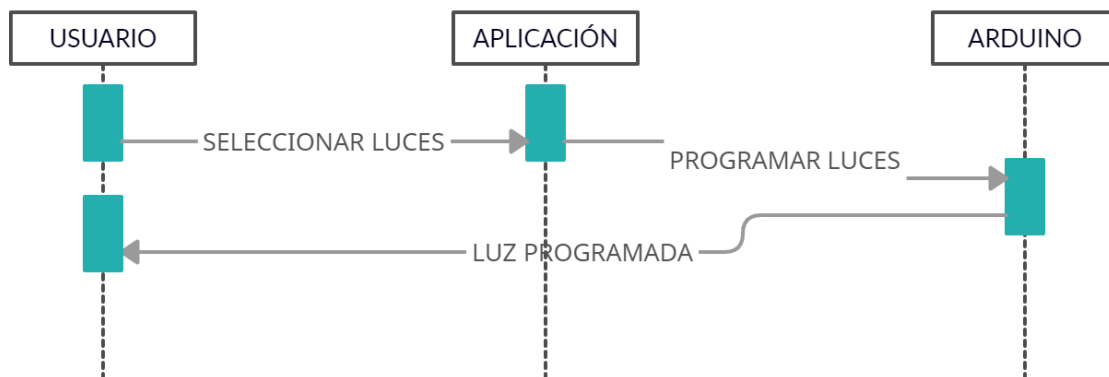 USUARIO
APLICACIÓN
ARDUINO
SELECCIONAR LUCES
PROGRAMAR LUCES
LUZ PROGRAMADA